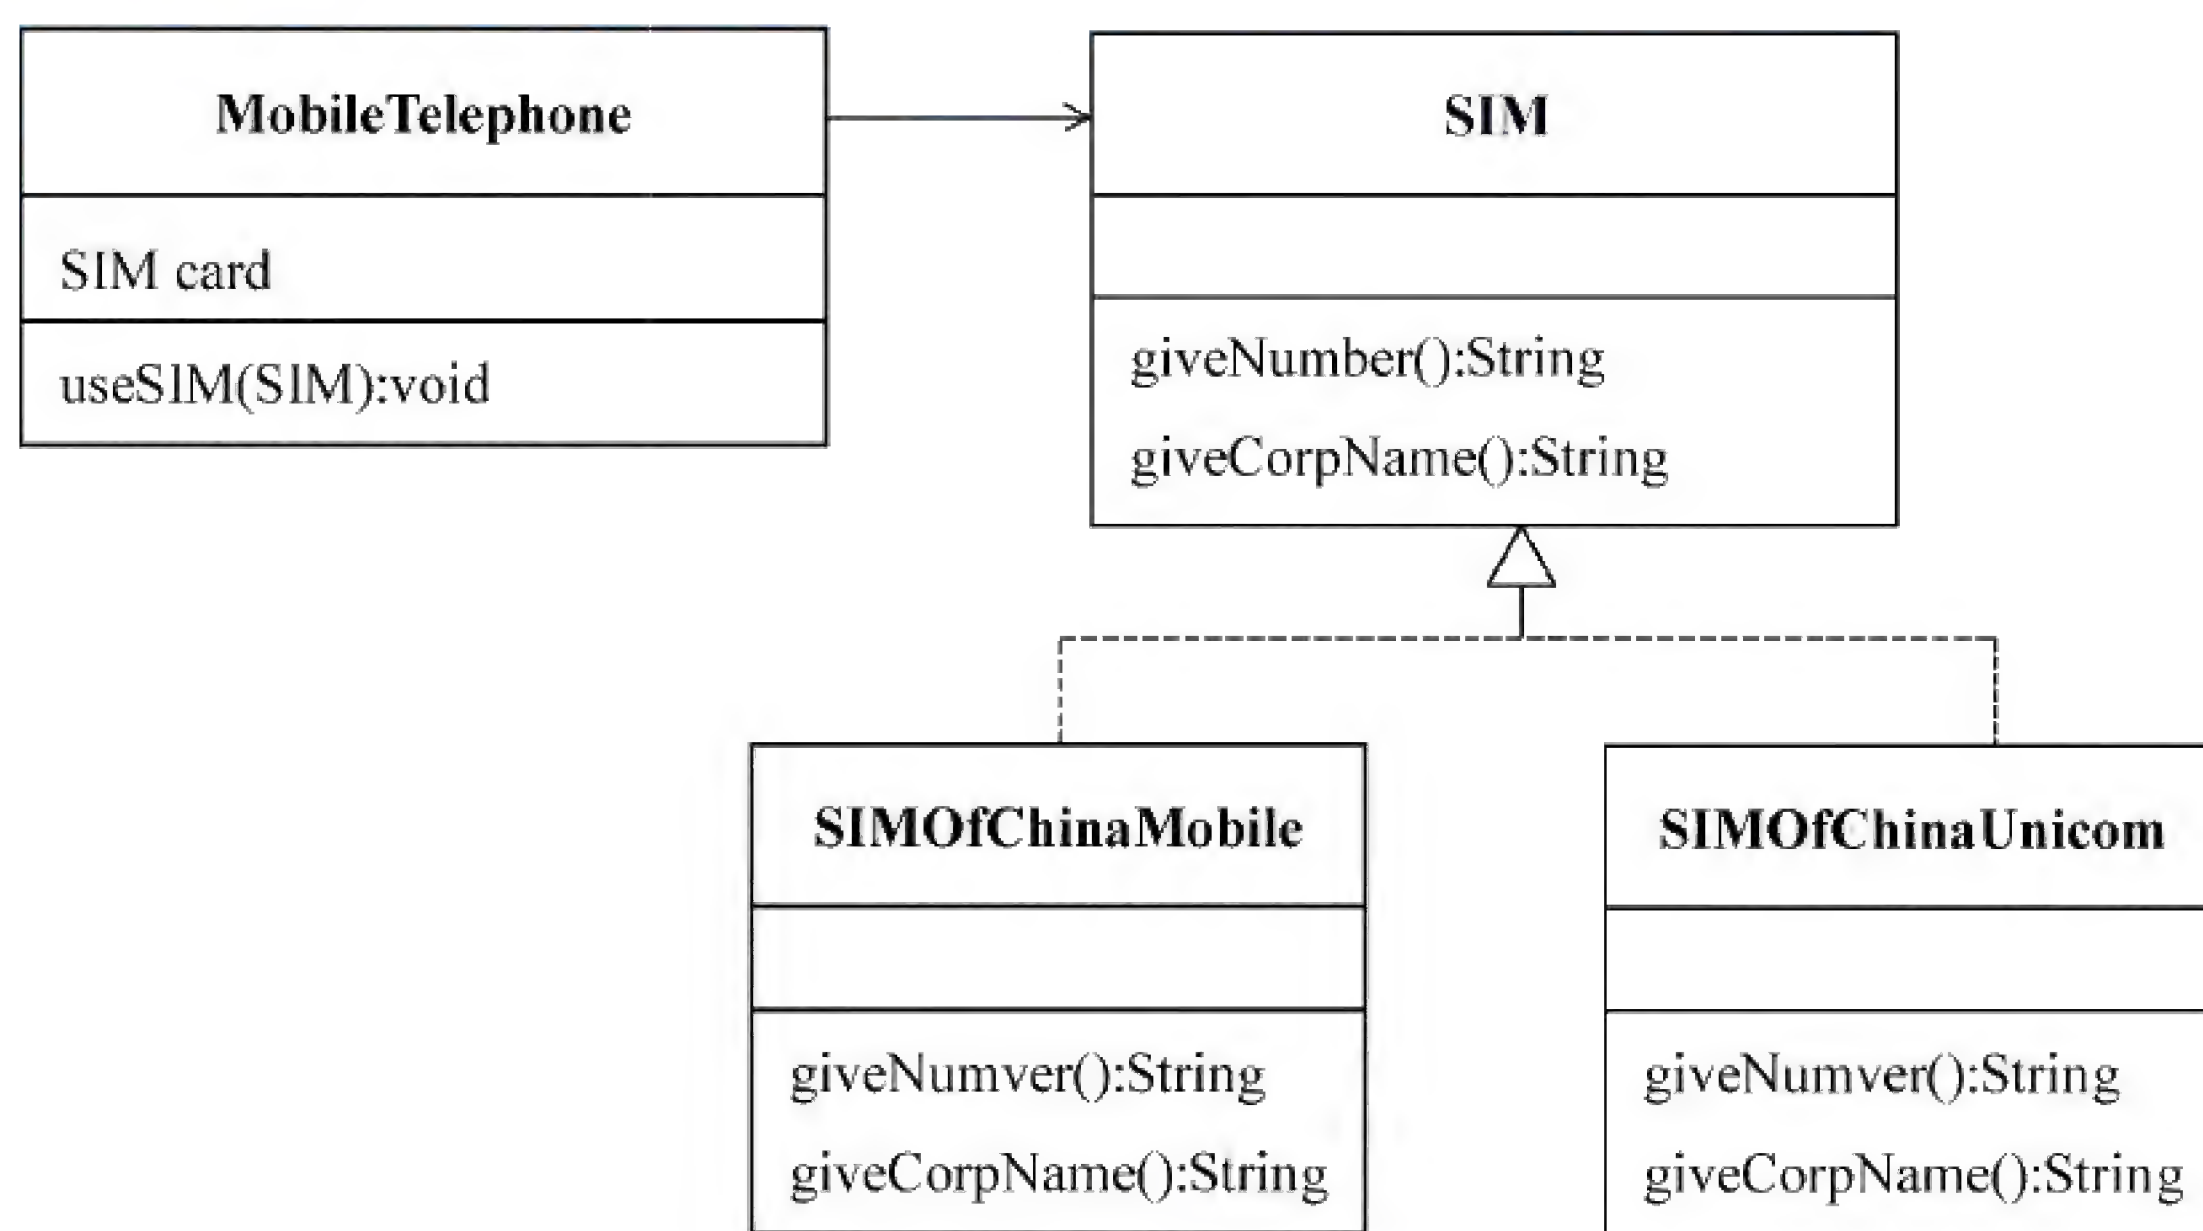 MobileTelephone
SIM card
useSIM(SIM):void
SIM
giveNumber():String
giveCorpName():String
SIMOfChinaMobile
giveNumver():String
giveCorpName():String
SIMOfChinaUnicom
giveNumver():String
giveCorpName():String